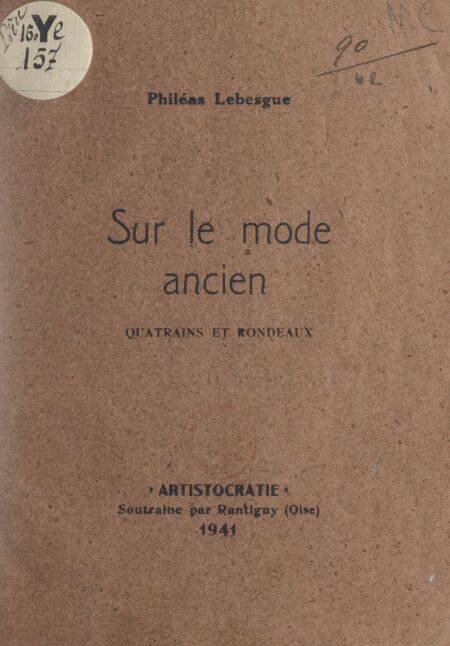 16.Ye
157
90
Philéas Lebesgue
Sur le mode
ancien
QUATRAINS ET RONDEAUX
• ARTISTOCRATIE •
Soutraine par Rantigny (Oise)
1941